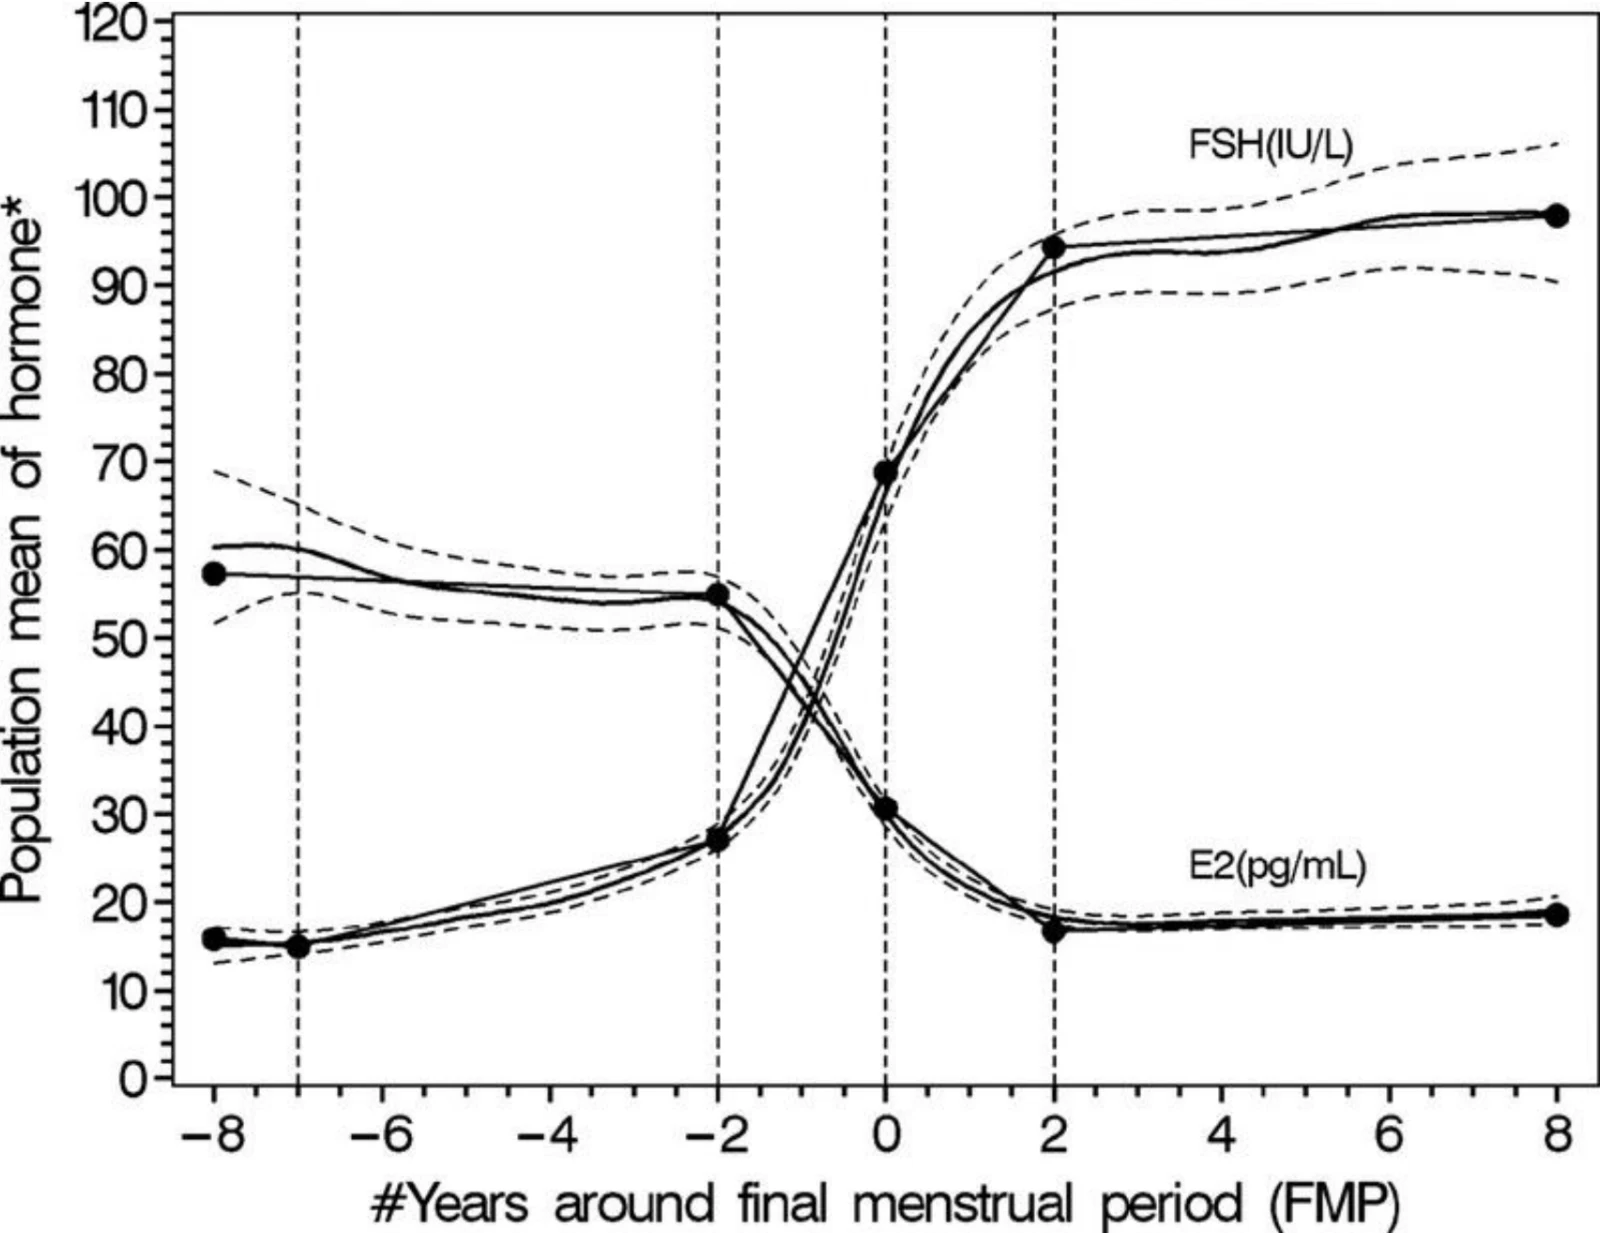 Population mean of hormone*
120
110
100
90
80
70
60
50
40
30
20
10
0
FSH(IU/L)
E2(pg/mL)
−8 −6 −4 −2 0 2 4 6 8
#Years around final menstrual period (FMP)